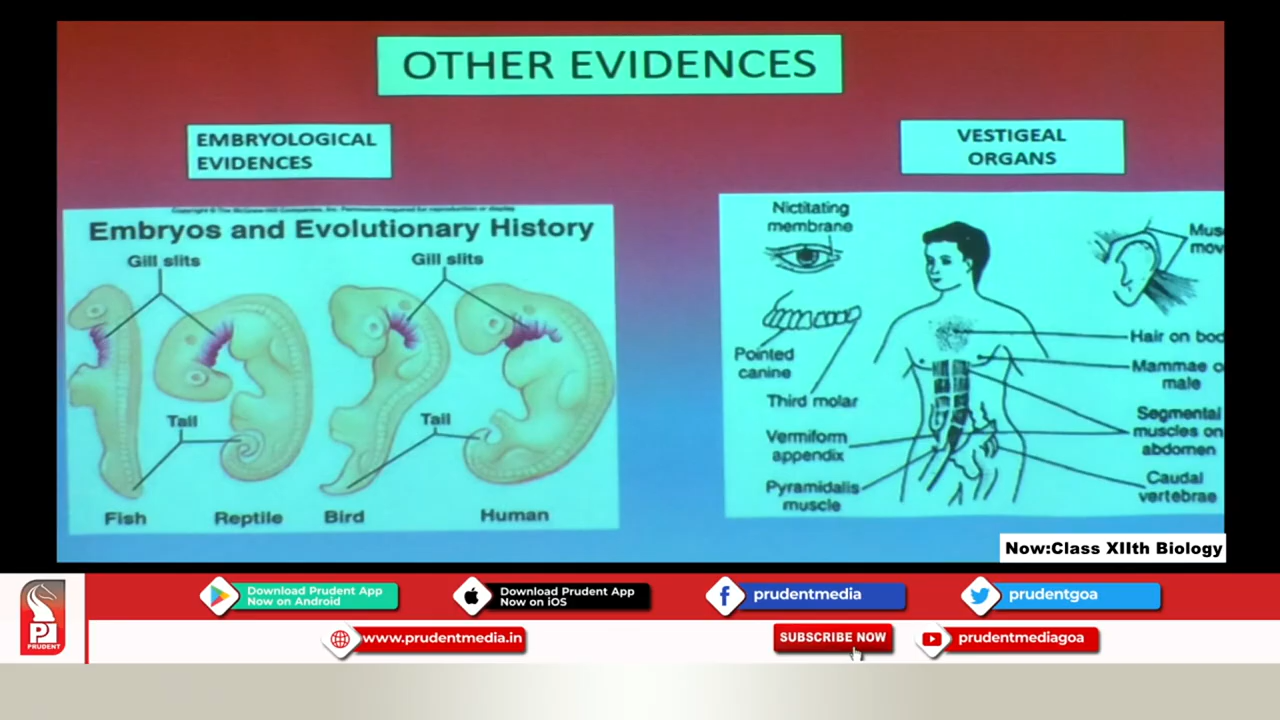 OTHER EVIDENCES
EMBRYOLOGICAL
EVIDENCES
VESTIGEAL
ORGANS
Embryos and Evolutionary History
Gill slits
Gill slits
Tail
Tail
Fish
Reptile
Bird
Human
Nictitating
membrane
Pointed
canine
Third molar
Vermiform
appendix
Pyramidalis
muscle
Mus
mov
Hair on bod
Mammae o
male
Segmental
muscles on
abdomen
Caudal
vertebrae
Now:Class XIIth Biology
PRUDENT
Download Prudent App
Now on Android
Download Prudent App
Now on iOS
prudentmedia
prudentgoa
www.prudentmedia.in
SUBSCRIBE NOW
prudentmediagoa